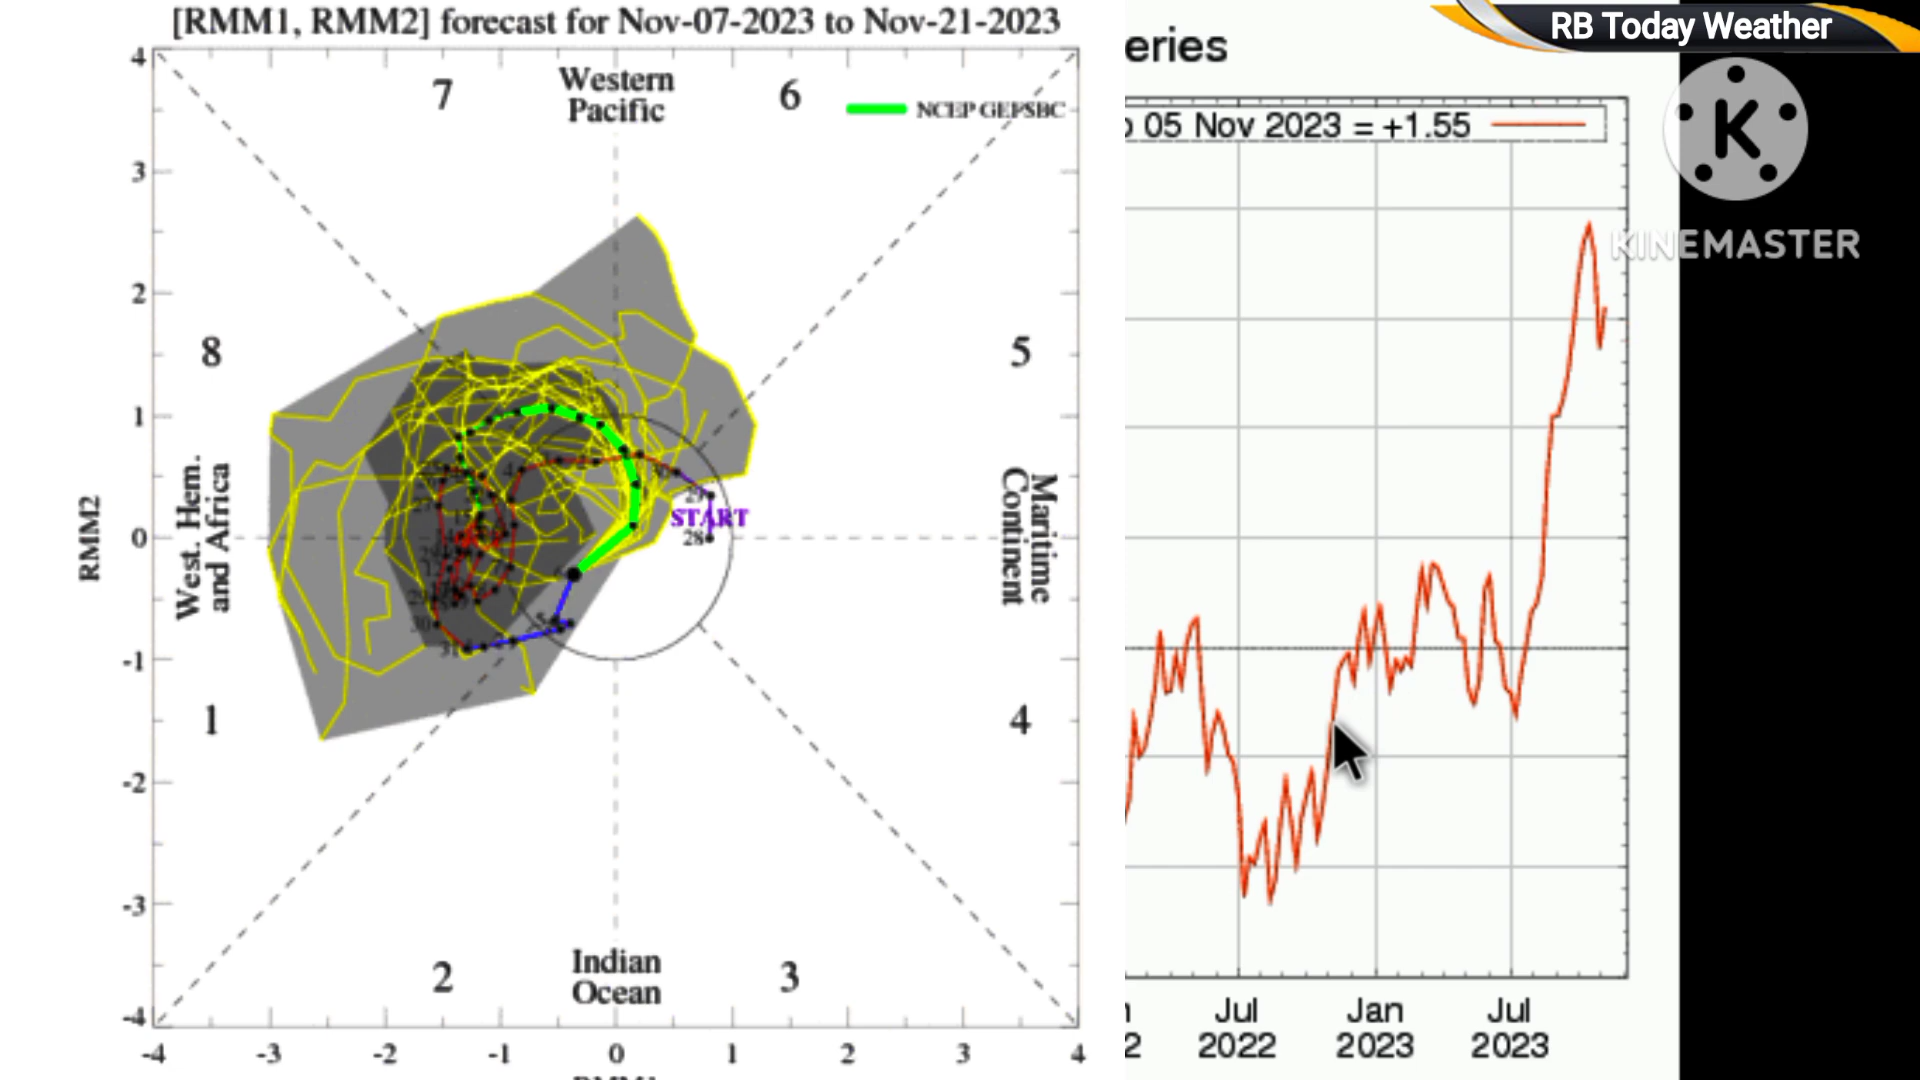 [RMM1, RMM2] forecast for Nov-07-2023 to Nov-21-2023
4
3
2
1
0
-1
-2
-3
-4
RMM2
-4
-3
-2
-1
0
1
2
3
4
7
Western
Pacific
6
NCEP GEFSBC
8
5
West. Hem.
and Africa
Maritime
Continent
START
28
29
1
4
2
Indian
Ocean
3
eries
05 Nov 2023 = +1.55
Jul
2022
Jan
2023
Jul
2023
RB Today Weather
K
KINEMASTER